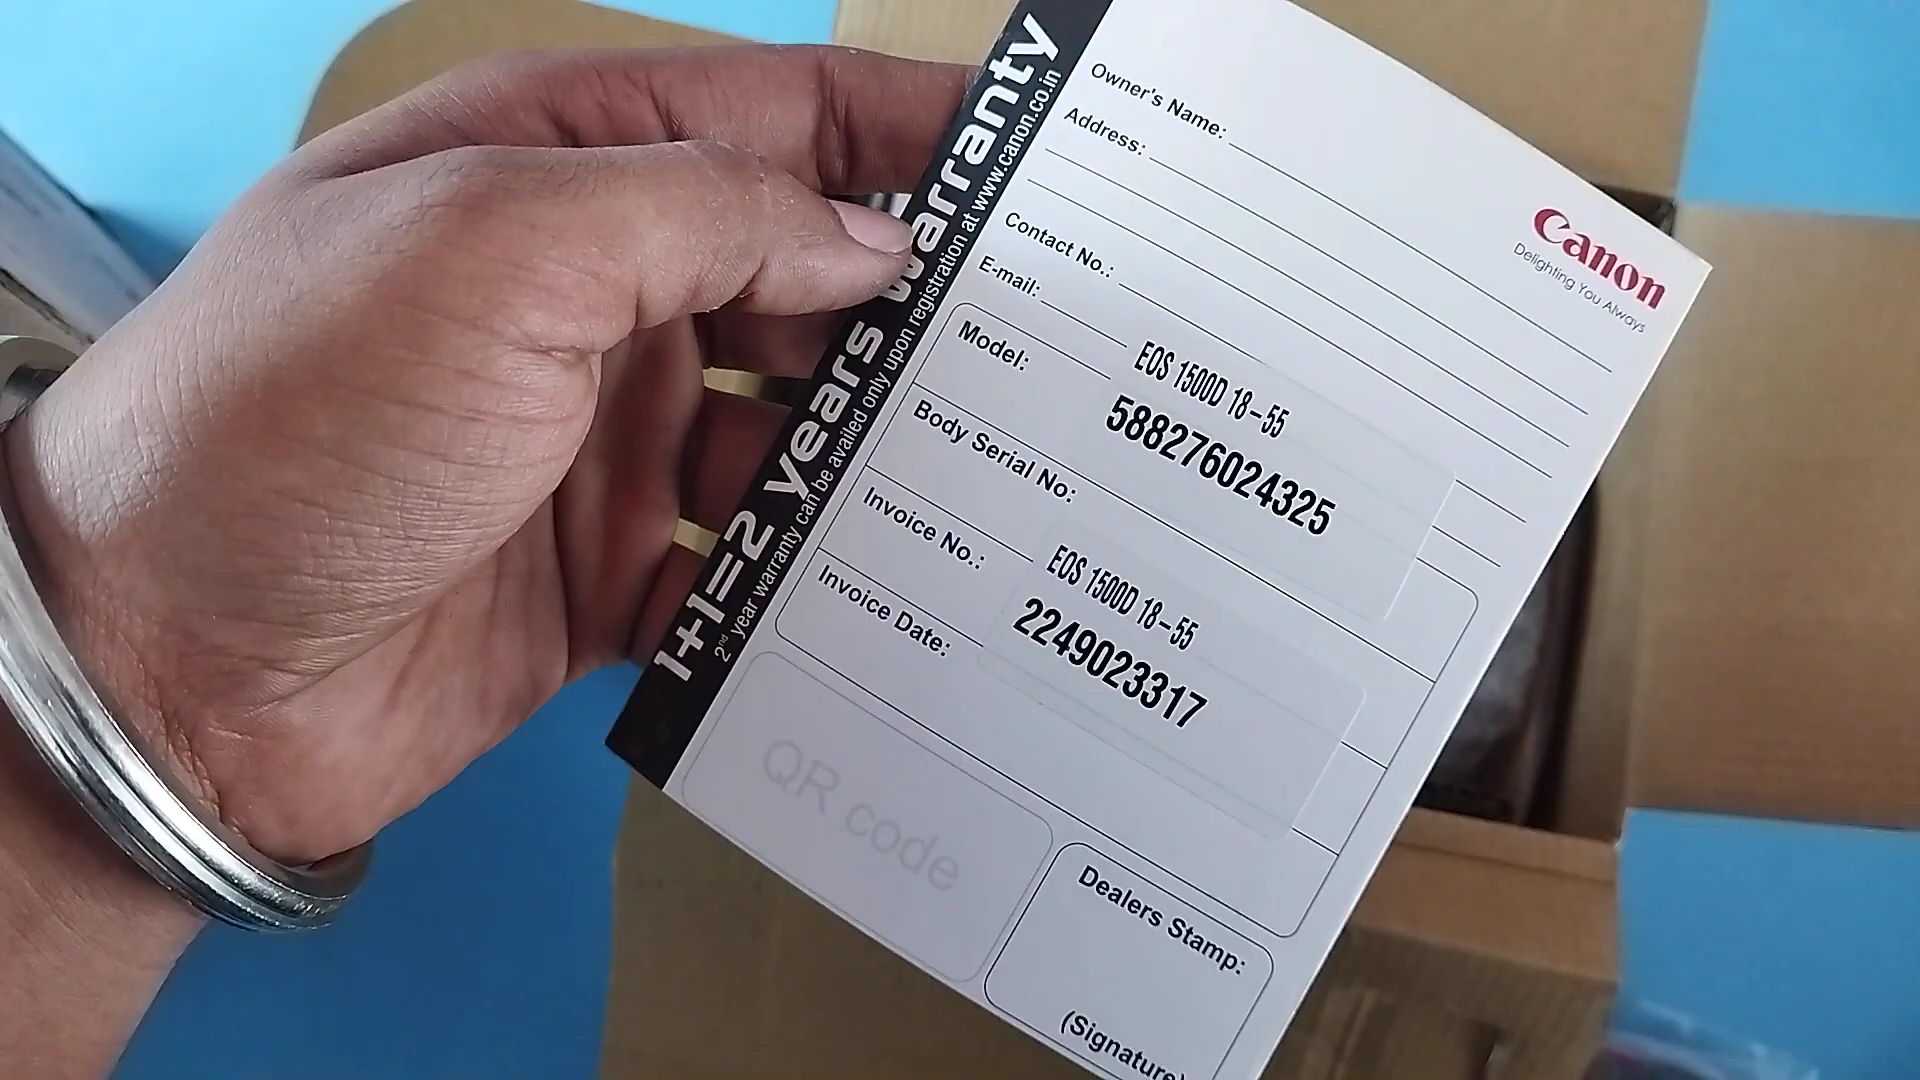 1+1=2 years warranty
2nd year warranty can be availed only upon registration at www.canon.co.in
Canon
Delighting You Always
Owner's Name:
Address:
Contact No.:
E-mail:
Model:
EOS 1500D 18-55
588276024325
Body Serial No:
Invoice No.:
EOS 1500D 18-55
2249023317
Invoice Date:
QR code
Dealers Stamp:
(Signature)